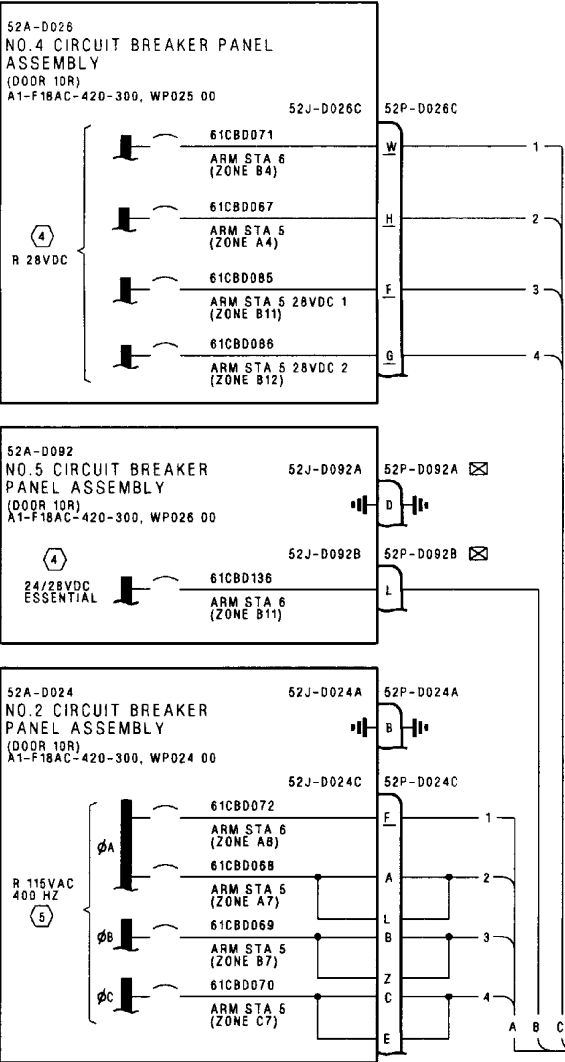 52A-D026
NO.4 CIRCUIT BREAKER PANEL
ASSEMBLY
(DOOR 10R)
A1-F18AC-420-300, WP025 00
52J-D026C 52P-D026C
61CBD071
W 1
ARM STA 6
(ZONE B4)
61CBD067
H 2
ARM STA 5
(ZONE A4)
4
R 28VDC
61CBD085
F 3
ARM STA 5 28VDC 1
(ZONE B11)
61CBD086
G 4
ARM STA 5 28VDC 2
(ZONE B12)
52A-D092
NO.5 CIRCUIT BREAKER
PANEL ASSEMBLY
(DOOR 10R)
A1-F18AC-420-300, WP026 00
52J-D092A 52P-D092A
D
52J-D092B 52P-D092B
4
24/28VDC
ESSENTIAL
61CBD136
L
ARM STA 6
(ZONE B11)
52A-D024
NO.2 CIRCUIT BREAKER
PANEL ASSEMBLY
(DOOR 10R)
A1-F18AC-420-300, WP024 00
52J-D024A 52P-D024A
B
52J-D024C 52P-D024C
61CBD072
F 1
ARM STA 6
(ZONE A8)
ØA
61CBD068
A 2
ARM STA 5
(ZONE A7)
L
R 115VAC
400 HZ
5
61CBD069
ØB B 3
ARM STA 5
(ZONE B7)
Z
61CBD070
ØC C 4
ARM STA 5
(ZONE C7)
E
A B C